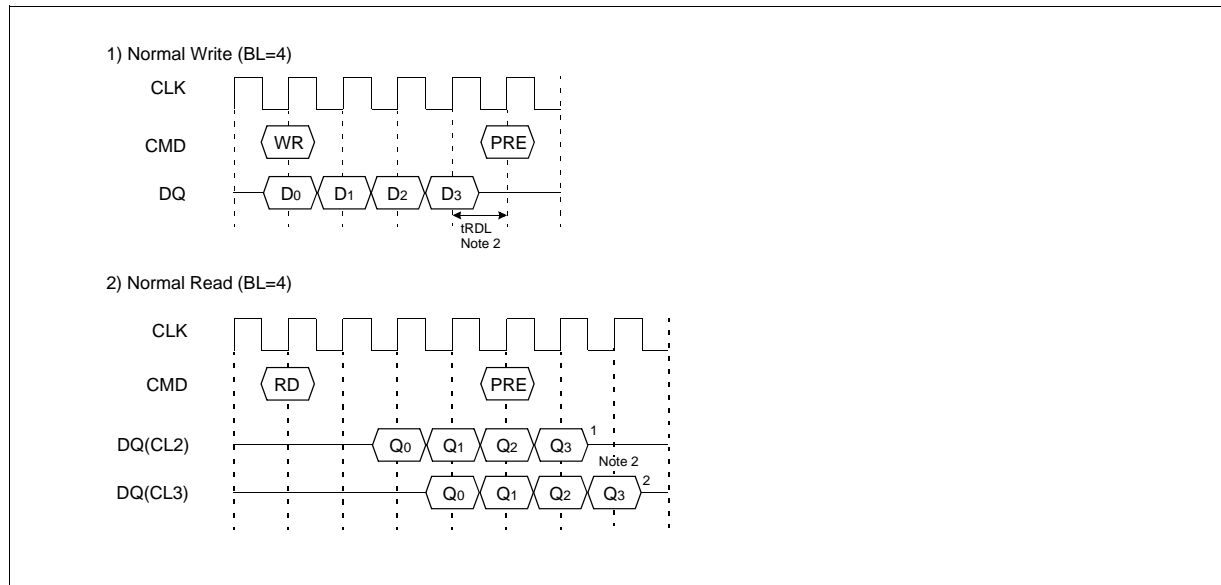 1) Normal Write (BL=4)
CLK
CMD WR PRE
DQ D0 D1 D2 D3
tRDL
Note 2
2) Normal Read (BL=4)
CLK
CMD RD PRE
DQ(CL2) Q0 Q1 Q2 Q3 1
Note 2
DQ(CL3) Q0 Q1 Q2 Q3 2